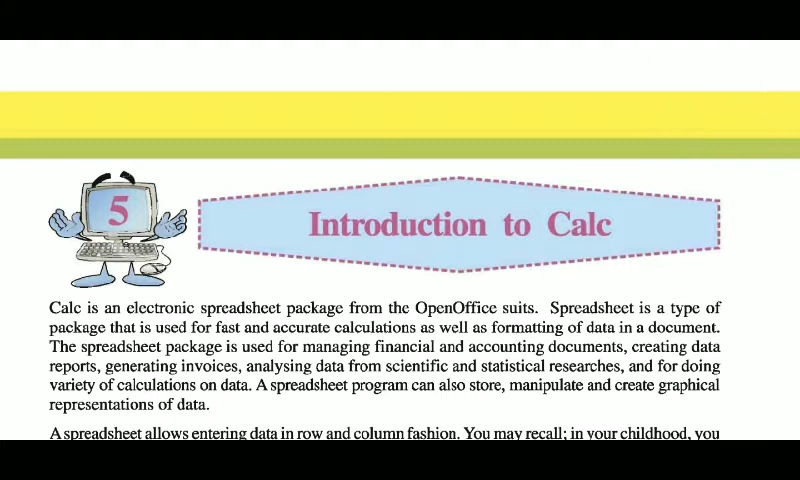 5
Introduction to Calc
Calc is an electronic spreadsheet package from the OpenOffice suits. Spreadsheet is a type of
package that is used for fast and accurate calculations as well as formatting of data in a document.
The spreadsheet package is used for managing financial and accounting documents, creating data
reports, generating invoices, analysing data from scientific and statistical researches, and for doing
variety of calculations on data. A spreadsheet program can also store, manipulate and create graphical
representations of data.
A spreadsheet allows entering data in row and column fashion. You may recall; in your childhood, you